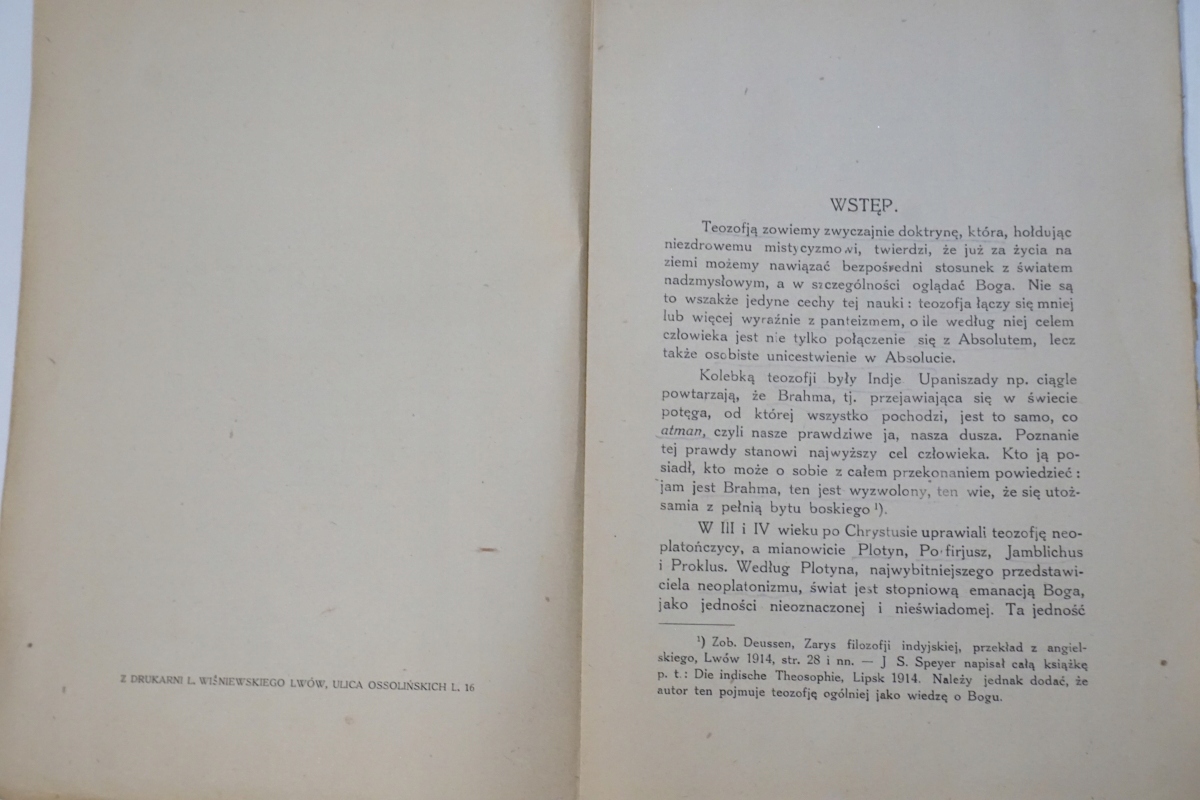 Z DRUKARNI L. WIŚNIEWSKIEGO LWÓW, ULICA OSSOLIŃSKICH L. 16
WSTĘP.
Teozofją zowiemy zwyczajnie doktrynę, która, hołdując
niezdrowemu mistycyzmowi, twierdzi, że już za życia na
ziemi możemy nawiązać bezpośredni stosunek z światem
nadzmysłowym, a w szczególności oglądać Boga. Nie są
to wszakże jedyne cechy tej nauki : teozofja łączy się mniej
lub więcej wyraźnie z panteizmem, o ile według niej celem
człowieka jest nie tylko połączenie się z Absolutem, lecz
także osobiste unicestwienie w Absolucie.
Kolebką teozofji były Indje Upaniszady np. ciągle
powtarzają, że Brahma, tj. przejawiająca się w świecie
potęga, od której wszystko pochodzi, jest to samo, co
atman, czyli nasze prawdziwe ja, nasza dusza. Poznanie
tej prawdy stanowi najwyższy cel człowieka. Kto ją po-
siadł, kto może o sobie z całem przekonaniem powiedzieć :
jam jest Brahma, ten jest wyzwolony, ten wie, że się utoż-
samia z pełnią bytu boskiego ¹).
W III i IV wieku po Chrystusie uprawiali teozofję neo-
platończycy, a mianowicie Plotyn, Porfirjusz, Jamblichus
i Proklus. Według Plotyna, najwybitniejszego przedstawi-
ciela neoplatonizmu, świat jest stopniową emanacją Boga,
jako jedności nieoznaczonej i nieświadomej. Ta jedność
¹) Zob. Deussen, Zarys filozofji indyjskiej, przekład z angiel-
skiego, Lwów 1914, str. 28 i nn. — J S. Speyer napisał całą książkę
p. t.: Die indische Theosophie, Lipsk 1914. Należy jednak dodać, że
autor ten pojmuje teozofję ogólniej jako wiedzę o Bogu.